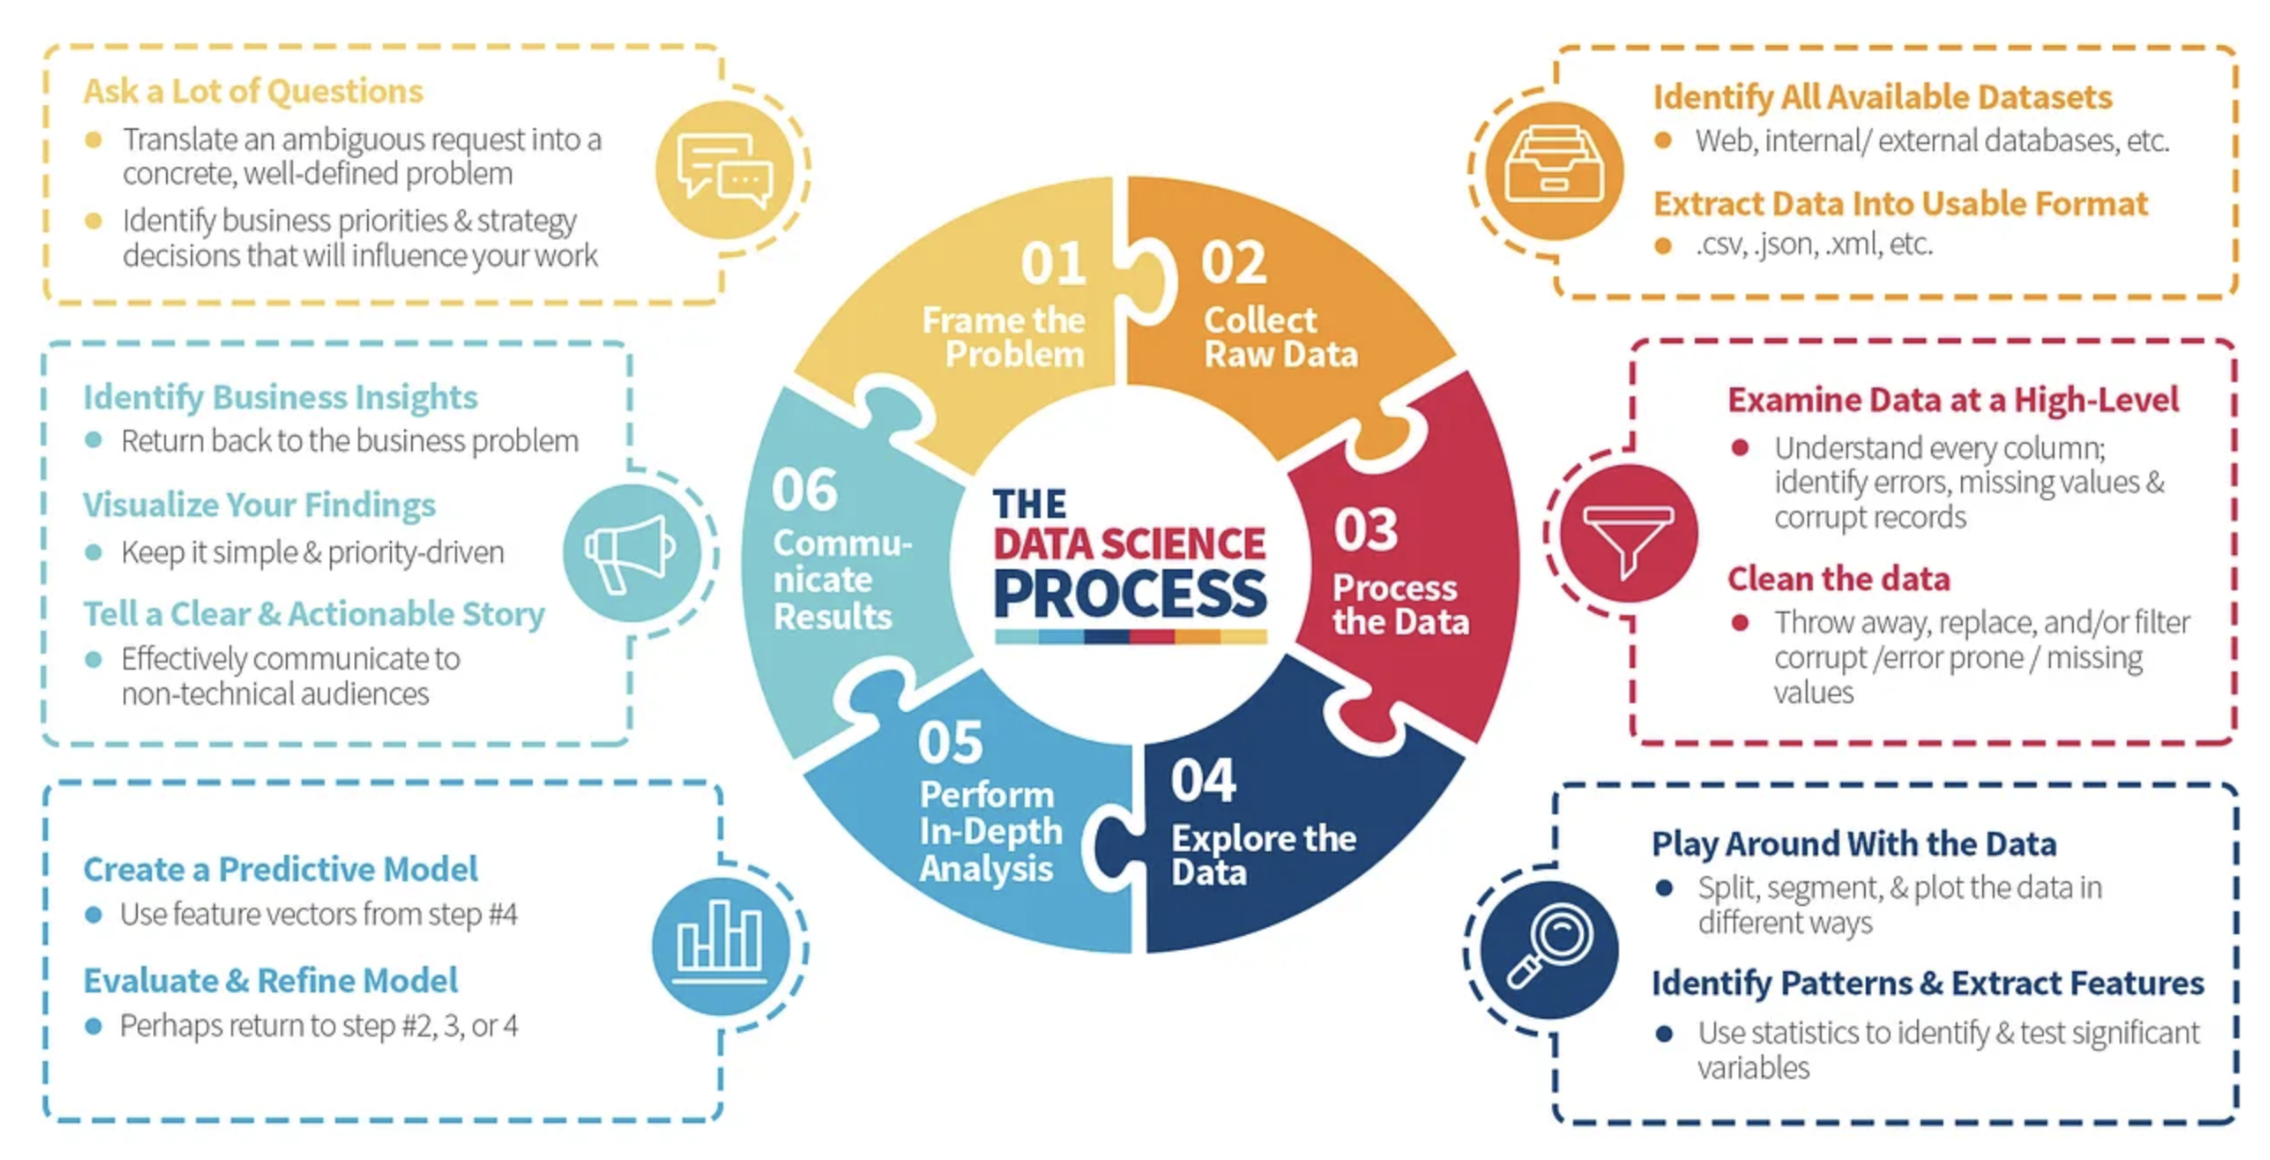 Ask a Lot of Questions
Translate an ambiguous request into a
concrete, well-defined problem
Identify business priorities & strategy
decisions that will influence your work
Identify Business Insights
Return back to the business problem
Visualize Your Findings
Keep it simple & priority-driven
Tell a Clear & Actionable Story
Effectively communicate to
non-technical audiences
Create a Predictive Model
Use feature vectors from step #4
Evaluate & Refine Model
Perhaps return to step #2, 3, or 4
01
Frame the
Problem
02
Collect
Raw Data
03
Process
the Data
04
Explore the
Data
05
Perform
In-Depth
Analysis
06
Commu-
nicate
Results
THE
DATA SCIENCE
PROCESS
Identify All Available Datasets
Web, internal/ external databases, etc.
Extract Data Into Usable Format
.csv, .json, .xml, etc.
Examine Data at a High-Level
Understand every column;
identify errors, missing values &
corrupt records
Clean the data
Throw away, replace, and/or filter
corrupt /error prone / missing
values
Play Around With the Data
Split, segment, & plot the data in
different ways
Identify Patterns & Extract Features
Use statistics to identify & test significant
variables